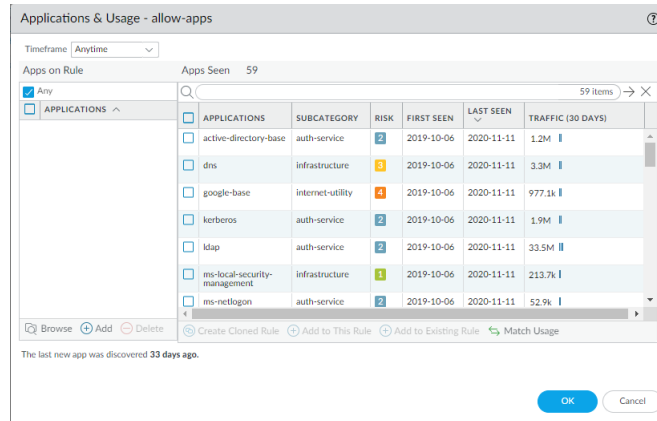 Applications & Usage - allow-apps
Timeframe Anytime
Apps on Rule
Apps Seen 59
Any
APPLICATIONS
59 items
APPLICATIONS SUBCATEGORY RISK FIRST SEEN LAST SEEN TRAFFIC (30 DAYS)
active-directory-base auth-service 2 2019-10-06 2020-11-11 1.2M
dns infrastructure 3 2019-10-06 2020-11-11 3.3M
google-base internet-utility 4 2019-10-06 2020-11-11 977.1k
kerberos auth-service 2 2019-10-06 2020-11-11 1.9M
ldap auth-service 2 2019-10-06 2020-11-11 33.5M
ms-local-security-management infrastructure 1 2019-10-06 2020-11-11 213.7k
ms-netlogon auth-service 2 2019-10-06 2020-11-11 52.9k
Browse Add Delete
Create Cloned Rule Add to This Rule Add to Existing Rule Match Usage
The last new app was discovered 33 days ago.
OK Cancel